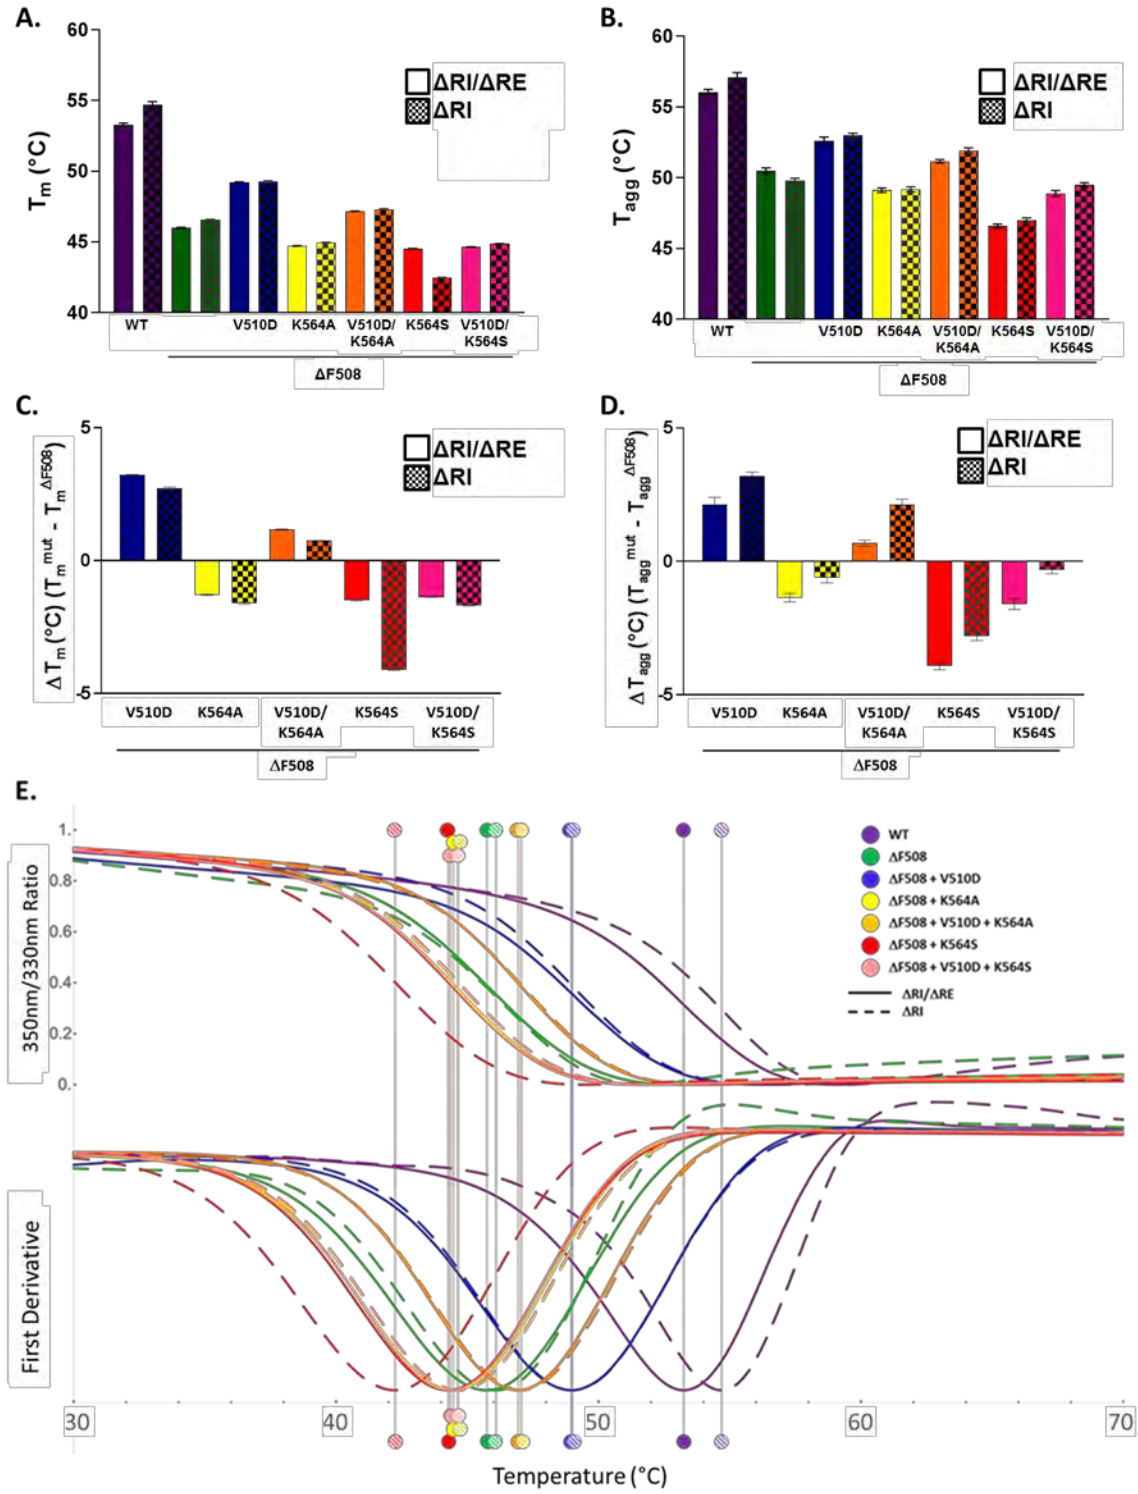 A.
60
55
50
45
40
Tm (°C)
ΔRI/ΔRE
ΔRI
WT
V510D
K564A
V510D/
K564A
K564S
V510D/
K564S
ΔF508
B.
60
55
50
45
40
Tagg (°C)
ΔRI/ΔRE
ΔRI
WT
V510D
K564A
V510D/
K564A
K564S
V510D/
K564S
ΔF508
C.
5
0
-5
Δ Tm (°C) (Tm mut - Tm ΔF508)
ΔRI/ΔRE
ΔRI
V510D
K564A
V510D/
K564A
K564S
V510D/
K564S
ΔF508
D.
5
0
-5
Δ Tagg (°C) (Tagg mut - Tagg ΔF508)
ΔRI/ΔRE
ΔRI
V510D
K564A
V510D/
K564A
K564S
V510D/
K564S
ΔF508
E.
1.
0.8
0.6
0.4
0.2
0.
350nm/330nm Ratio
First Derivative
WT
ΔF508
ΔF508 + V510D
ΔF508 + K564A
ΔF508 + V510D + K564A
ΔF508 + K564S
ΔF508 + V510D + K564S
ΔRI/ΔRE
ΔRI
30
40
50
60
70
Temperature (°C)